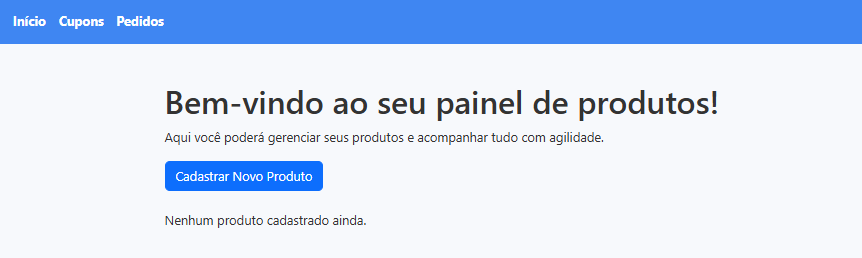 Início Cupons Pedidos
Bem-vindo ao seu painel de produtos!
Aqui você poderá gerenciar seus produtos e acompanhar tudo com agilidade.
Cadastrar Novo Produto
Nenhum produto cadastrado ainda.